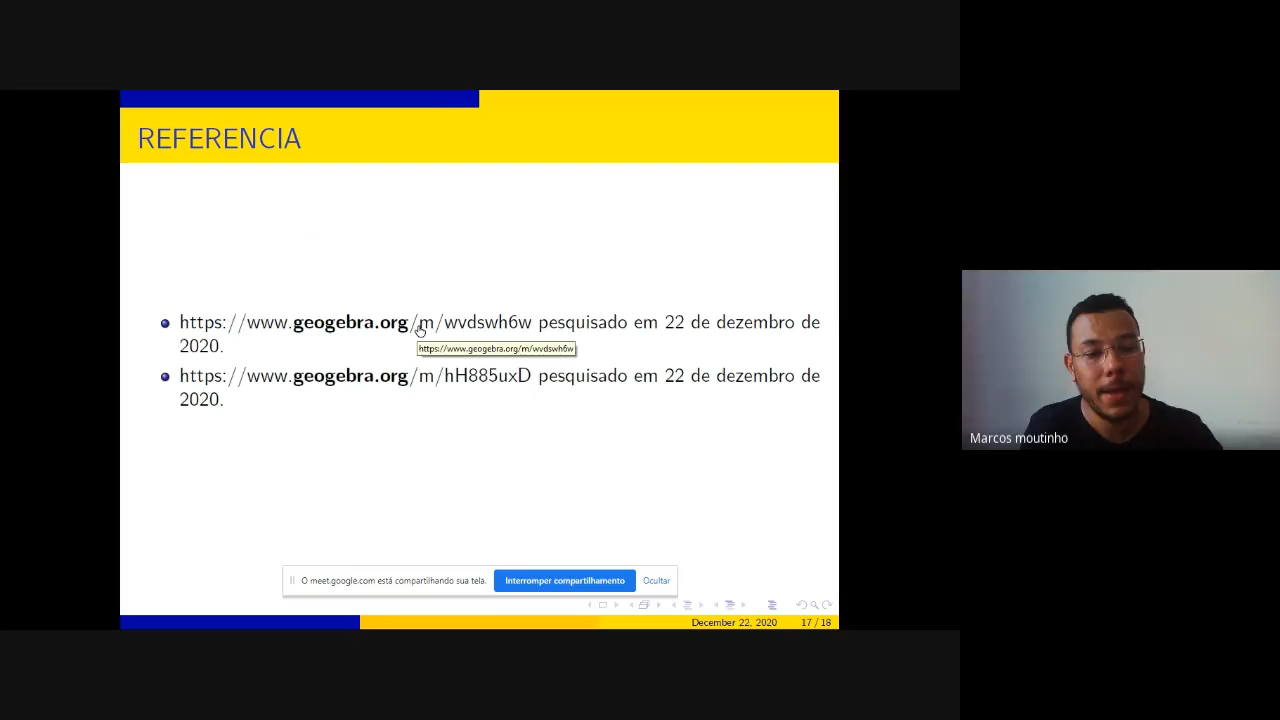 REFERENCIA
https://www.geogebra.org/m/wvdswh6w pesquisado em 22 de dezembro de
2020.
https://www.geogebra.org/m/wvdswh6w
https://www.geogebra.org/m/hH885uxD pesquisado em 22 de dezembro de
2020.
Marcos moutinho
O meet.google.com está compartilhando sua tela. Interromper compartilhamento Ocultar
December 22, 2020 17 / 18